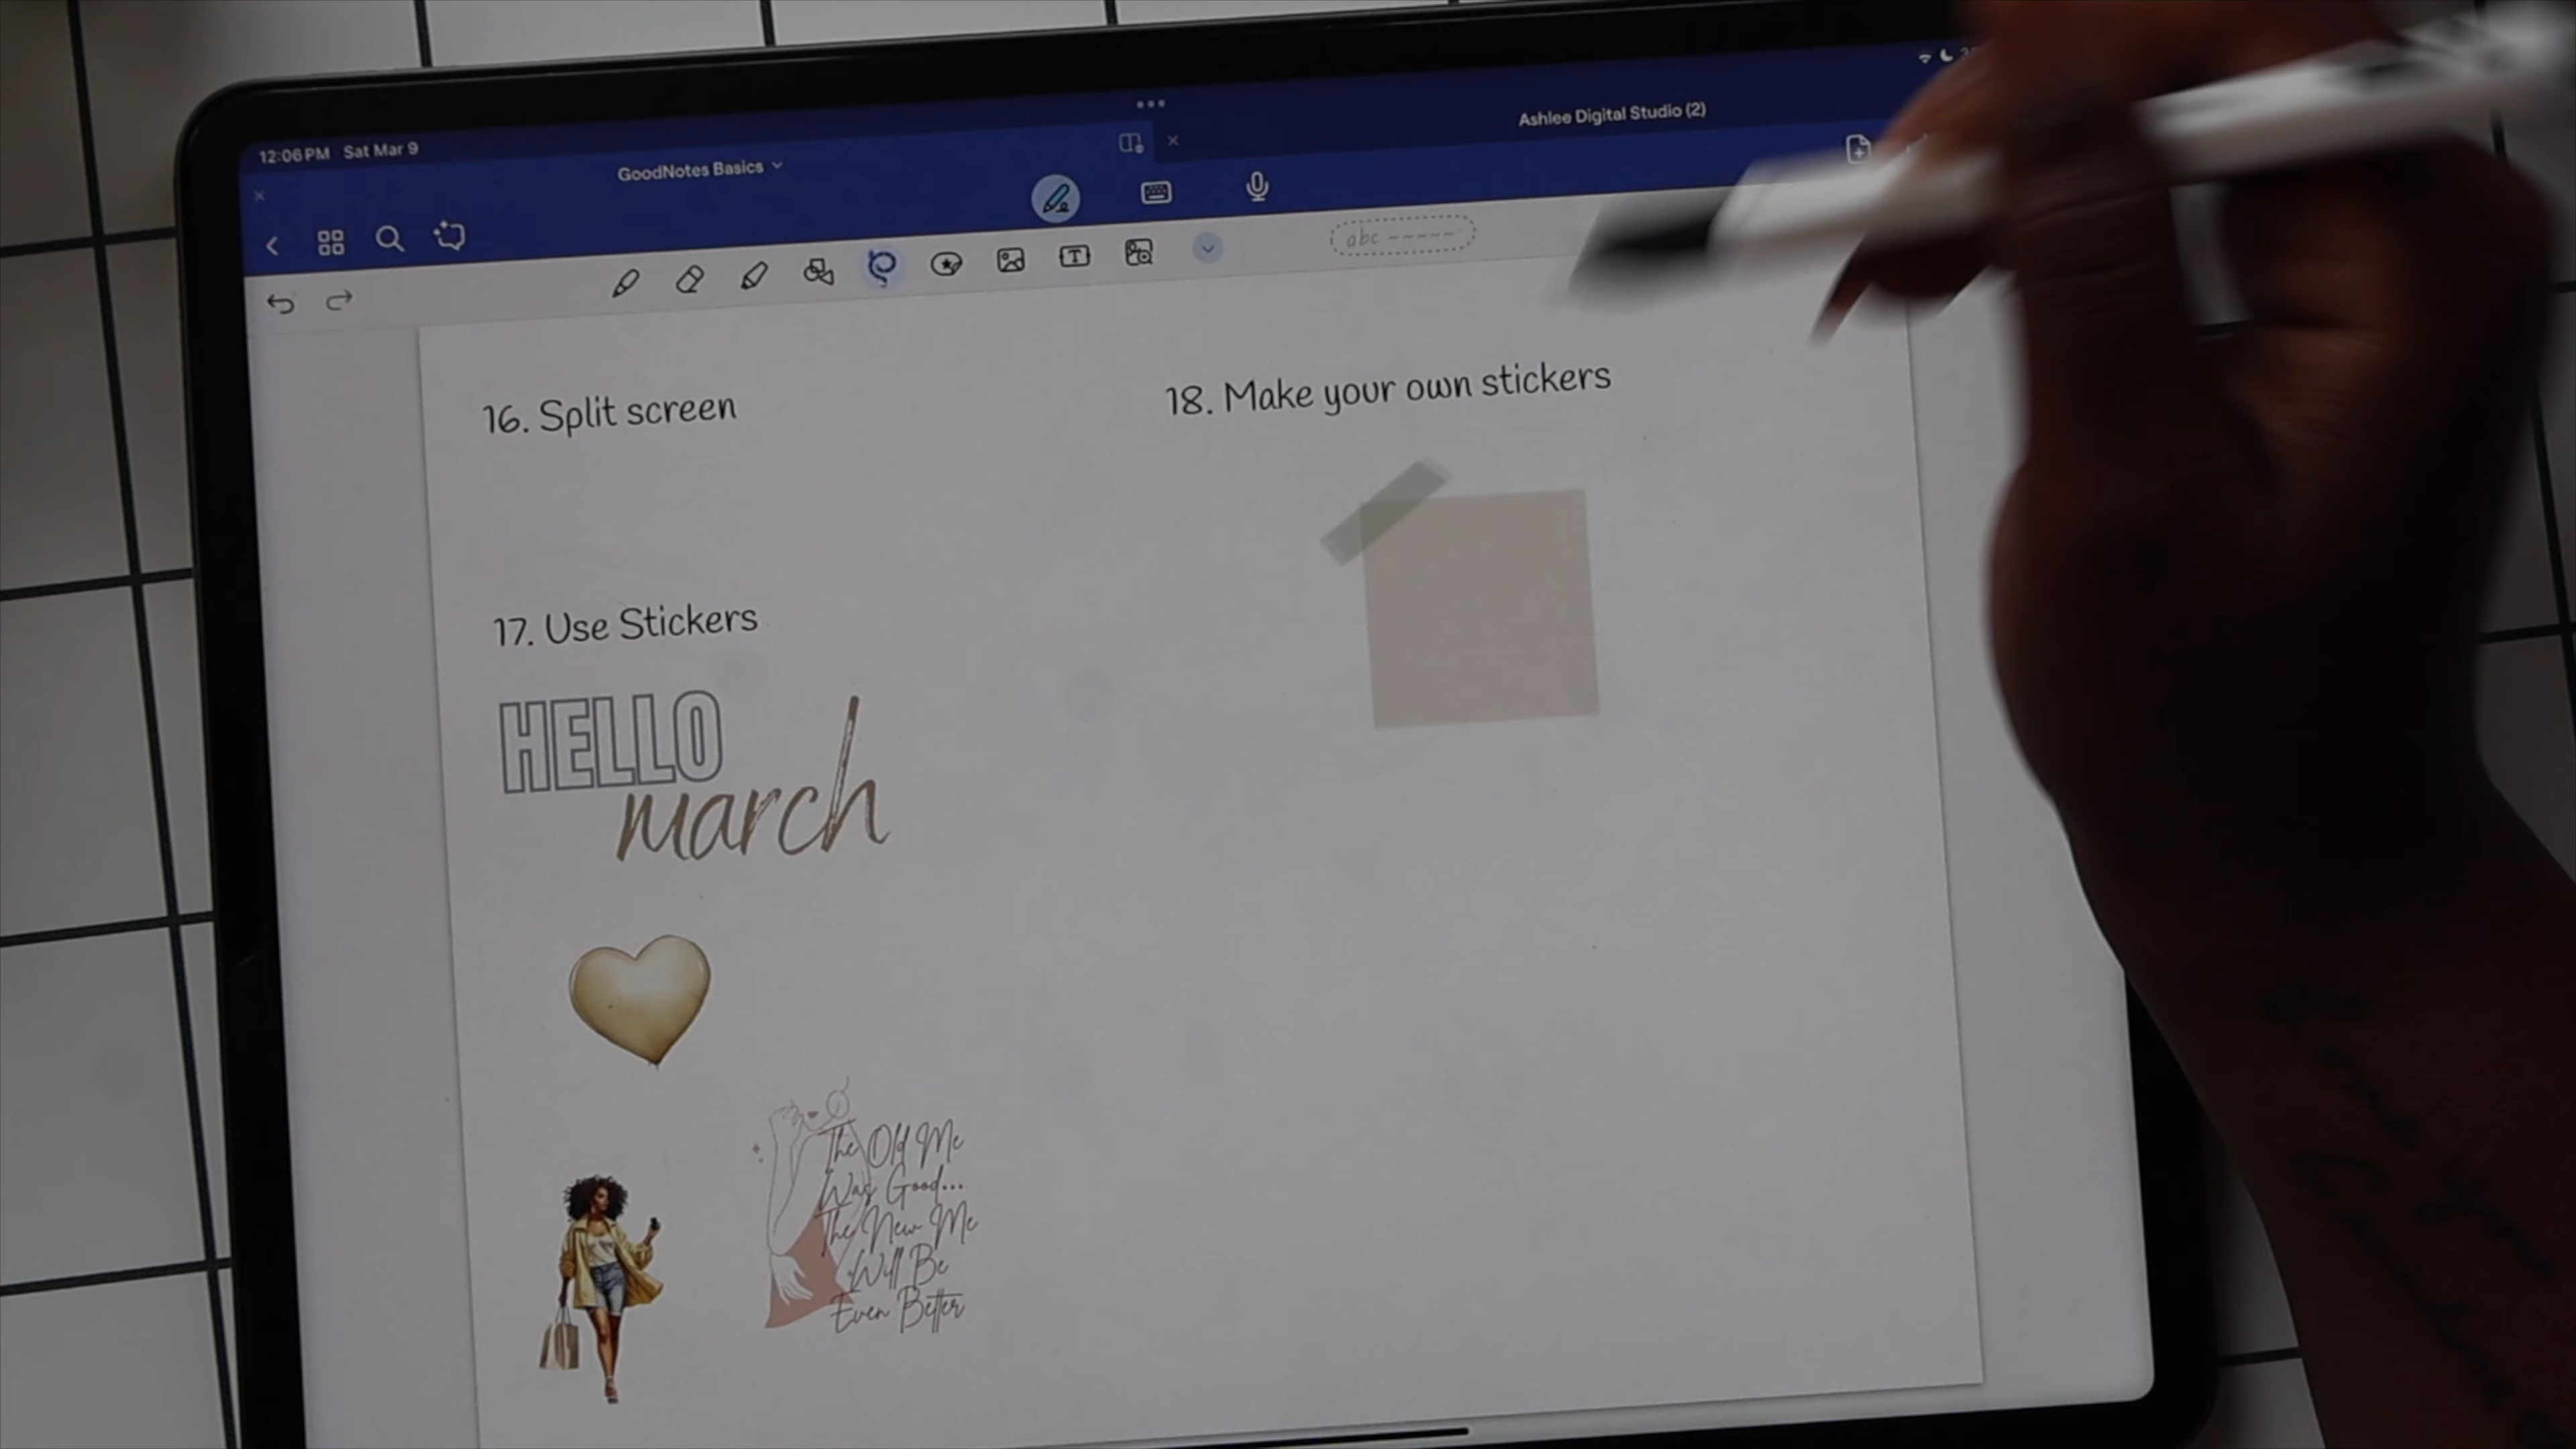 12:06 PM Sat Mar 9
GoodNotes Basics
Ashlee Digital Studio (2)
abc
T
16. Split screen
17. Use Stickers
HELLO
march
The Old Me
Was Good...
The New Me
Will Be
Even Better
18. Make your own stickers